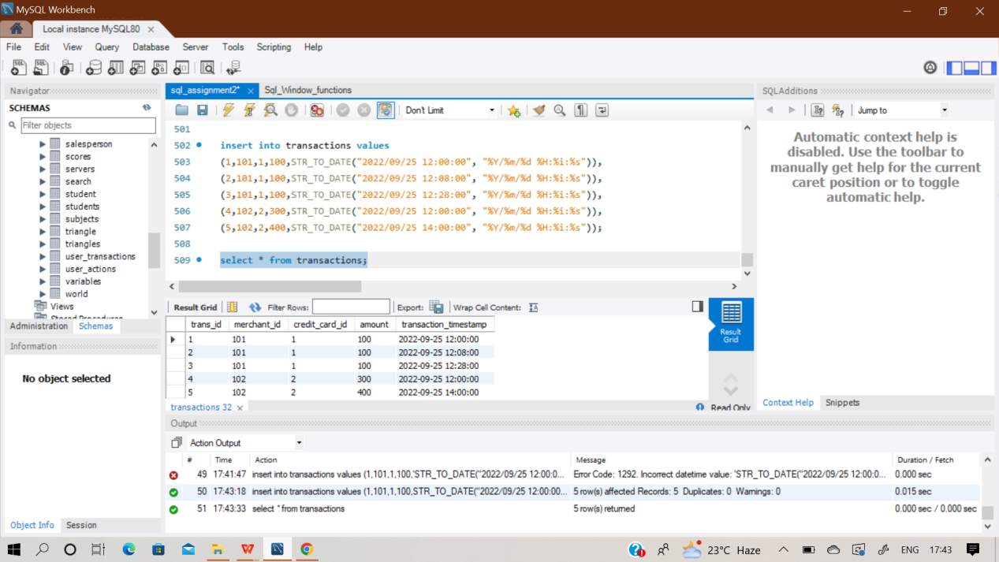 MySQL Workbench
Local instance MySQL80
File Edit View Query Database Server Tools Scripting Help
Navigator
SCHEMAS
Filter objects
salesperson
scores
servers
search
student
students
subjects
triangle
triangles
user_transactions
user_actions
variables
world
Views
Stored Procedures
Administration Schemas
Information
No object selected
Object Info Session
sql_assignment2* Sql_Window_functions
Don't Limit
501
502 insert into transactions values
503 (1,101,1,100,STR_TO_DATE("2022/09/25 12:00:00", "%Y/%m/%d %H:%i:%s")),
504 (2,101,1,100,STR_TO_DATE("2022/09/25 12:08:00", "%Y/%m/%d %H:%i:%s")),
505 (3,101,1,100,STR_TO_DATE("2022/09/25 12:28:00", "%Y/%m/%d %H:%i:%s")),
506 (4,102,2,300,STR_TO_DATE("2022/09/25 12:00:00", "%Y/%m/%d %H:%i:%s")),
507 (5,102,2,400,STR_TO_DATE("2022/09/25 14:00:00", "%Y/%m/%d %H:%i:%s"));
508
509 select * from transactions;
Result Grid Filter Rows: Export: Wrap Cell Content:
trans_id merchant_id credit_card_id amount transaction_timestamp
1 101 1 100 2022-09-25 12:00:00
2 101 1 100 2022-09-25 12:08:00
3 101 1 100 2022-09-25 12:28:00
4 102 2 300 2022-09-25 12:00:00
5 102 2 400 2022-09-25 14:00:00
Result
Grid
transactions 32
Read Only
SQLAdditions
Jump to
Automatic context help is
disabled. Use the toolbar to
manually get help for the current
caret position or to toggle
automatic help.
Context Help Snippets
Output
Action Output
# Time Action Message Duration / Fetch
49 17:41:47 insert into transactions values (1,101,1,100,'STR_TO_DATE("2022/09/25 12:00:0... Error Code: 1292. Incorrect datetime value: 'STR_TO_DATE("2022/09/25 12:00:0... 0.000 sec
50 17:43:18 insert into transactions values (1,101,1,100,STR_TO_DATE("2022/09/25 12:00:00... 5 row(s) affected Records: 5 Duplicates: 0 Warnings: 0 0.015 sec
51 17:43:33 select * from transactions 5 row(s) returned 0.000 sec / 0.000 sec
23°C Haze ENG 17:43